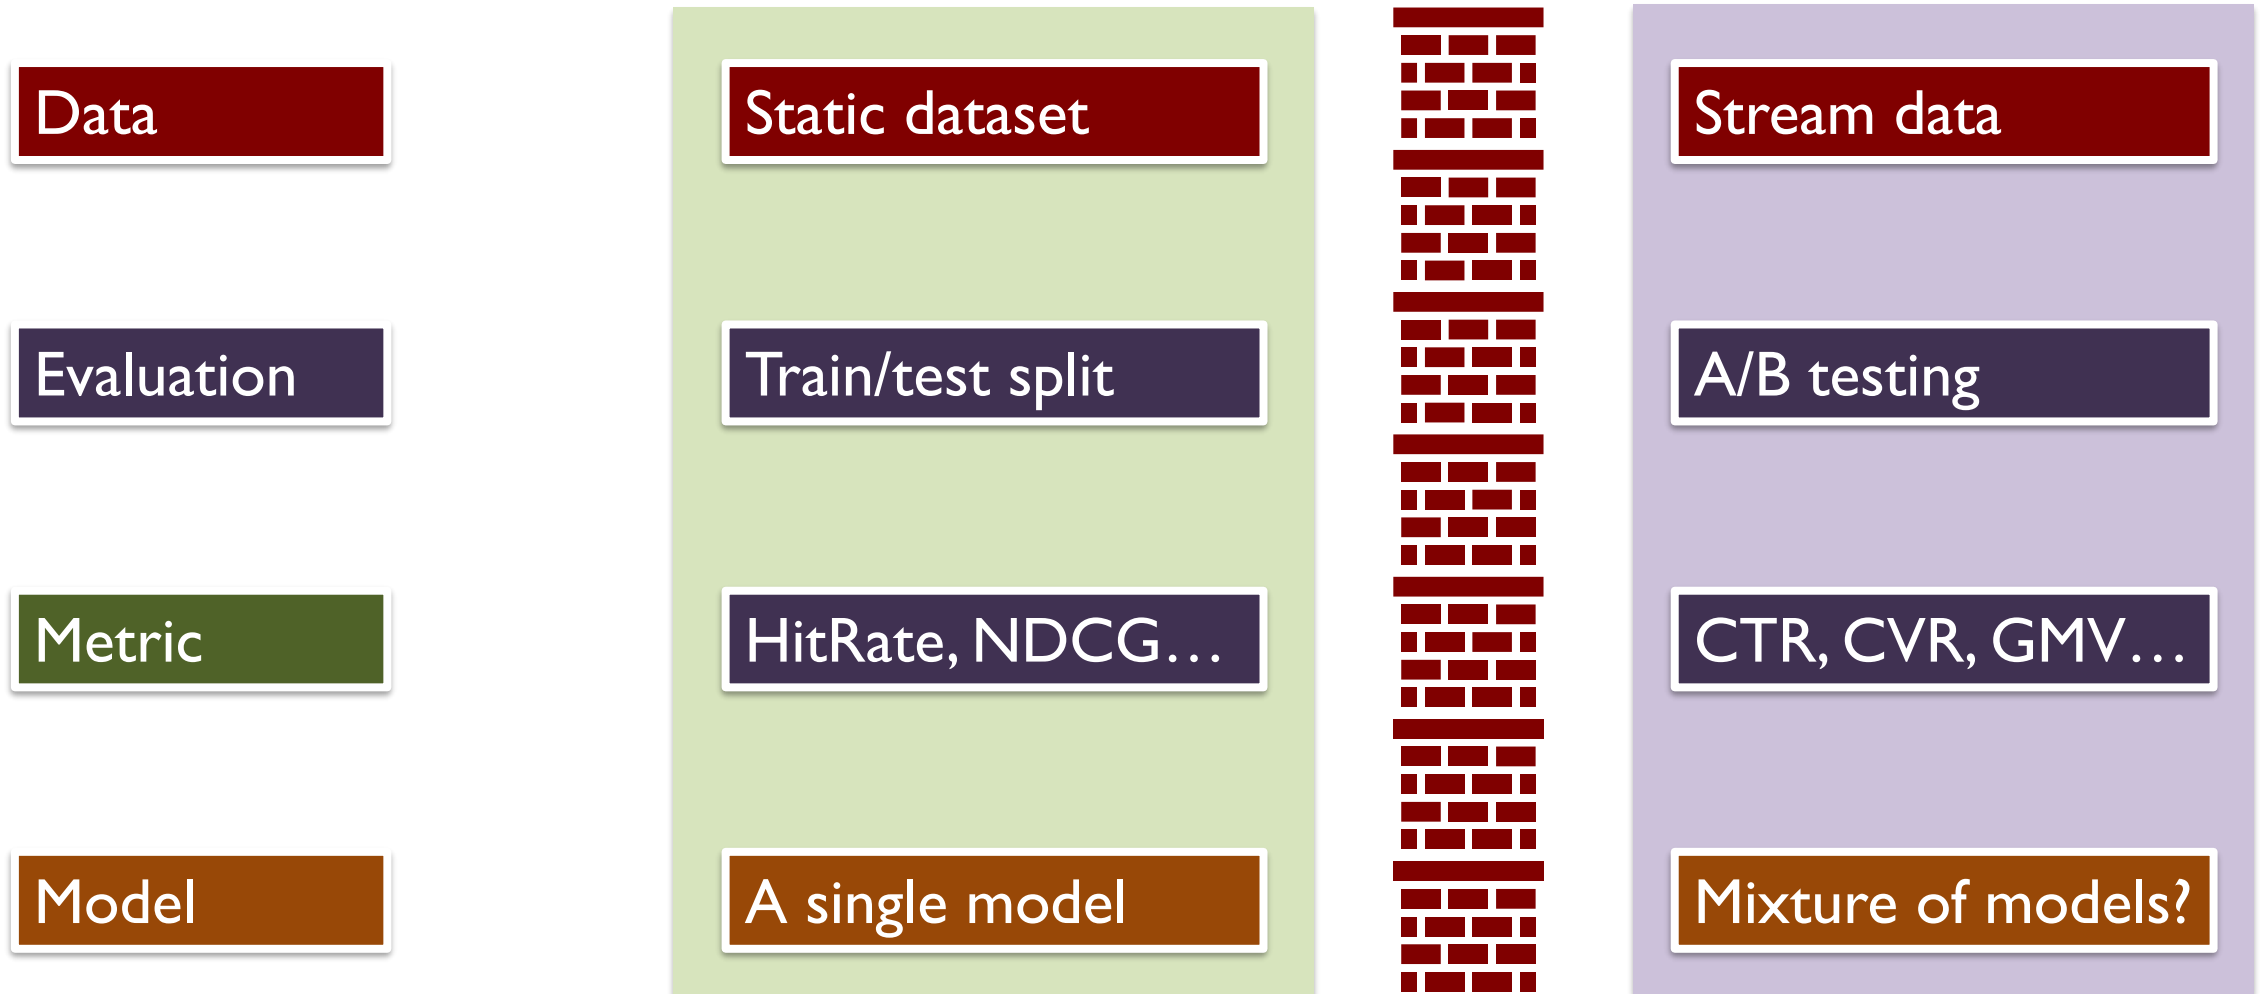 Data
Static dataset
Stream data
Evaluation
Train/test split
A/B testing
Metric
HitRate, NDCG…
CTR, CVR, GMV…
Model
A single model
Mixture of models?